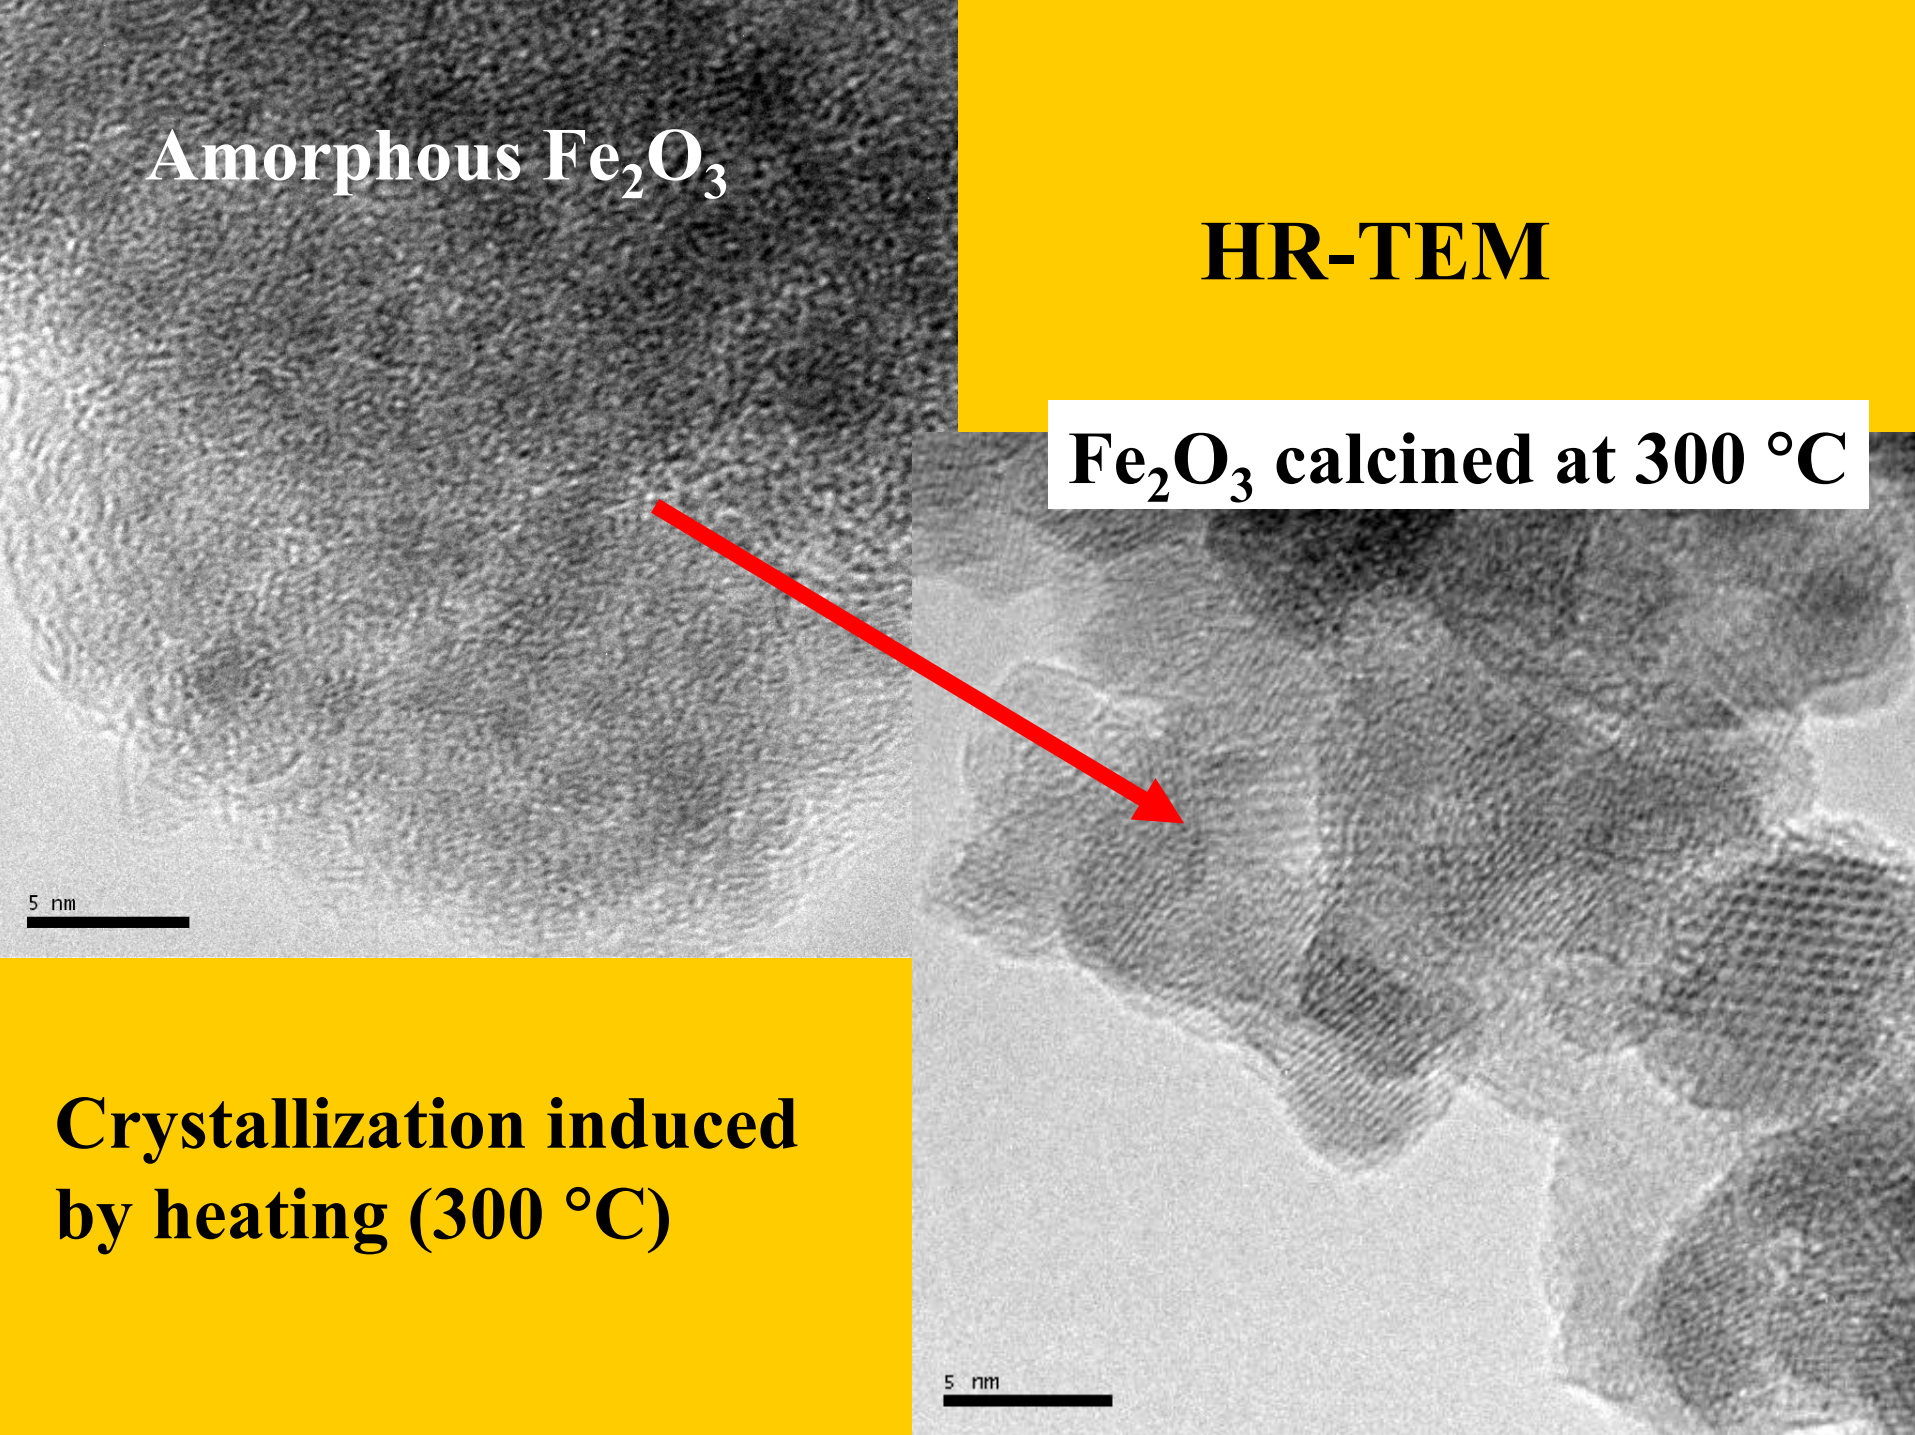 Amorphous Fe₂O₃
HR-TEM
Fe₂O₃ calcined at 300 °C
5 nm
Crystallization induced
by heating (300 °C)
5 nm